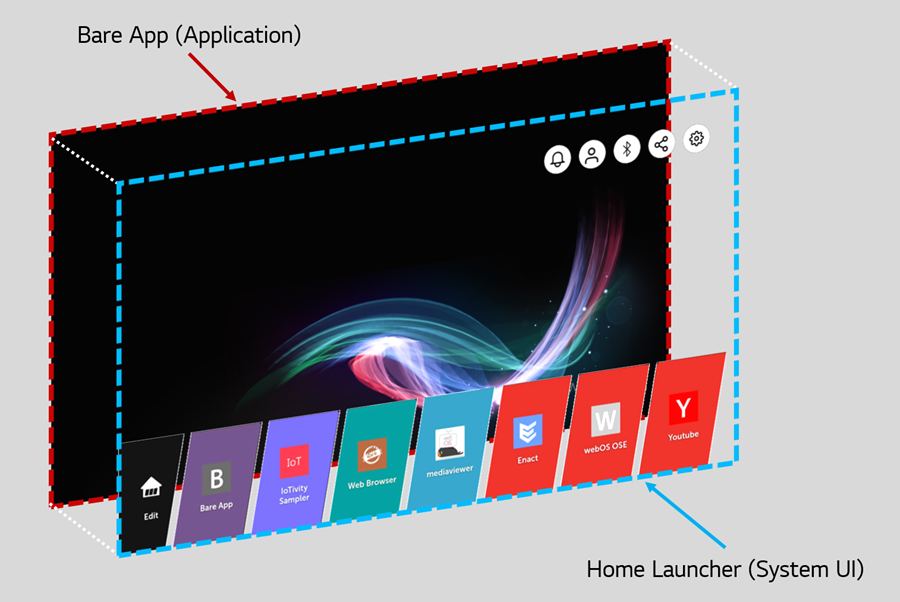 Bare App (Application)
Edit
B
Bare App
IoT
IoTivity
Sampler
Web Browser
mediaviewer
Enact
W
webOS OSE
Y
Youtube
Home Launcher (System UI)